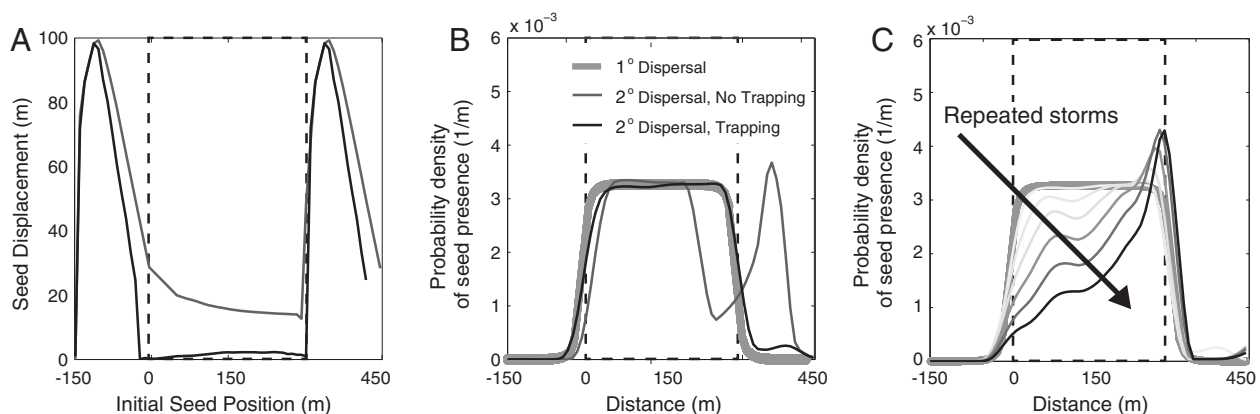 A
Seed Displacement (m)
100
80
60
40
20
0
-150
0
150
450
Initial Seed Position (m)
B
x 10⁻³
Probability density
of seed presence (1/m)
6
5
4
3
2
1
0
1° Dispersal
2° Dispersal, No Trapping
2° Dispersal, Trapping
-150
0
150
450
Distance (m)
C
x 10⁻³
Probability density
of seed presence (1/m)
6
5
4
3
2
1
0
Repeated storms
-150
0
150
450
Distance (m)